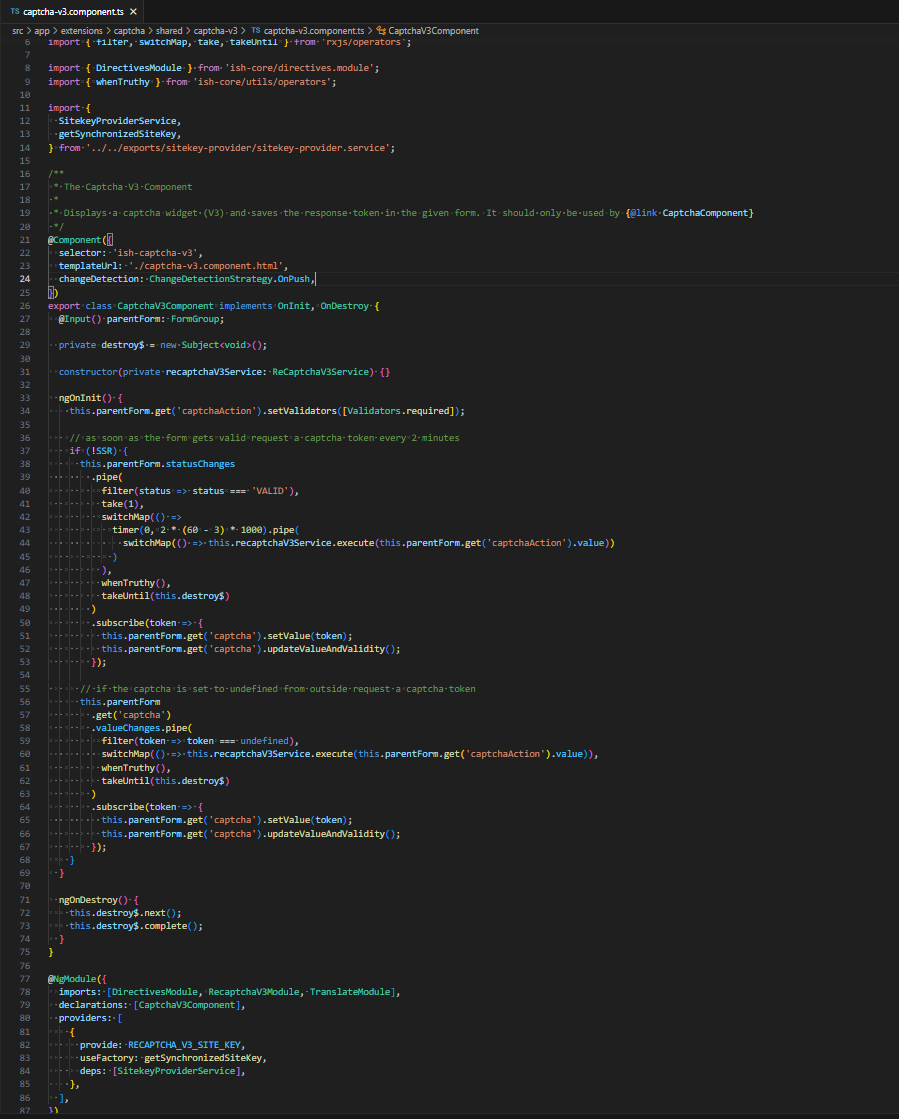 TS captcha-v3.component.ts ×
src > app > extensions > captcha > shared > captcha-v3 > TS captcha-v3.component.ts > CaptchaV3Component
6 import { filter, switchMap, take, takeUntil } from 'rxjs/operators';
7
8 import { DirectivesModule } from 'ish-core/directives.module';
9 import { whenTruthy } from 'ish-core/utils/operators';
10
11 import {
12   SitekeyProviderService,
13   getSynchronizedSiteKey,
14 } from '../../exports/sitekey-provider/sitekey-provider.service';
15
16 /**
17  * The Captcha V3 Component
18  *
19  * Displays a captcha widget (V3) and saves the response token in the given form. It should only be used by {@link CaptchaComponent}
20  */
21 @Component({
22   selector: 'ish-captcha-v3',
23   templateUrl: './captcha-v3.component.html',
24   changeDetection: ChangeDetectionStrategy.OnPush,
25 })
26 export class CaptchaV3Component implements OnInit, OnDestroy {
27   @Input() parentForm: FormGroup;
28
29   private destroy$ = new Subject<void>();
30
31   constructor(private recaptchaV3Service: ReCaptchaV3Service) {}
32
33   ngOnInit() {
34     this.parentForm.get('captchaAction').setValidators([Validators.required]);
35
36     // as soon as the form gets valid request a captcha token every 2 minutes
37     if (!SSR) {
38       this.parentForm.statusChanges
39         .pipe(
40           filter(status => status === 'VALID'),
41           take(1),
42           switchMap(() =>
43             timer(0, 2 * (60 - 3) * 1000).pipe(
44               switchMap(() => this.recaptchaV3Service.execute(this.parentForm.get('captchaAction').value))
45             )
46           ),
47           whenTruthy(),
48           takeUntil(this.destroy$)
49         )
50         .subscribe(token => {
51           this.parentForm.get('captcha').setValue(token);
52           this.parentForm.get('captcha').updateValueAndValidity();
53         });
54
55       // if the captcha is set to undefined from outside request a captcha token
56       this.parentForm
57         .get('captcha')
58         .valueChanges.pipe(
59           filter(token => token === undefined),
60           switchMap(() => this.recaptchaV3Service.execute(this.parentForm.get('captchaAction').value)),
61           whenTruthy(),
62           takeUntil(this.destroy$)
63         )
64         .subscribe(token => {
65           this.parentForm.get('captcha').setValue(token);
66           this.parentForm.get('captcha').updateValueAndValidity();
67         });
68     }
69   }
70
71   ngOnDestroy() {
72     this.destroy$.next();
73     this.destroy$.complete();
74   }
75 }
76
77 @NgModule({
78   imports: [DirectivesModule, RecaptchaV3Module, TranslateModule],
79   declarations: [CaptchaV3Component],
80   providers: [
81     {
82       provide: RECAPTCHA_V3_SITE_KEY,
83       useFactory: getSynchronizedSiteKey,
84       deps: [SitekeyProviderService],
85     },
86   ],
87 })